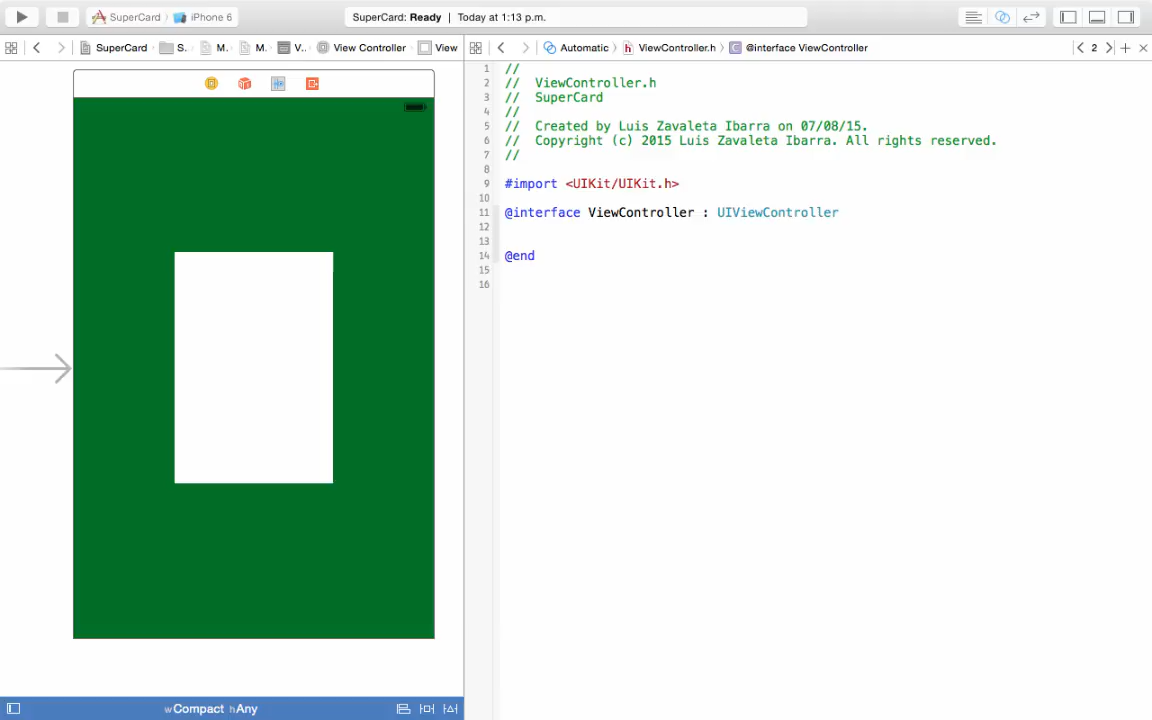 SuperCard iPhone 6 SuperCard: Ready | Today at 1:13 p.m.
SuperCard S. M. M. V.. View Controller View Automatic ViewController.h @interface ViewController 2
1 //
2 // ViewController.h
3 // SuperCard
4 //
5 // Created by Luis Zavaleta Ibarra on 07/08/15.
6 // Copyright (c) 2015 Luis Zavaleta Ibarra. All rights reserved.
7 //
8
9 #import <UIKit/UIKit.h>
10
11 @interface ViewController : UIViewController
12
13
14 @end
15
16
wCompact hAny